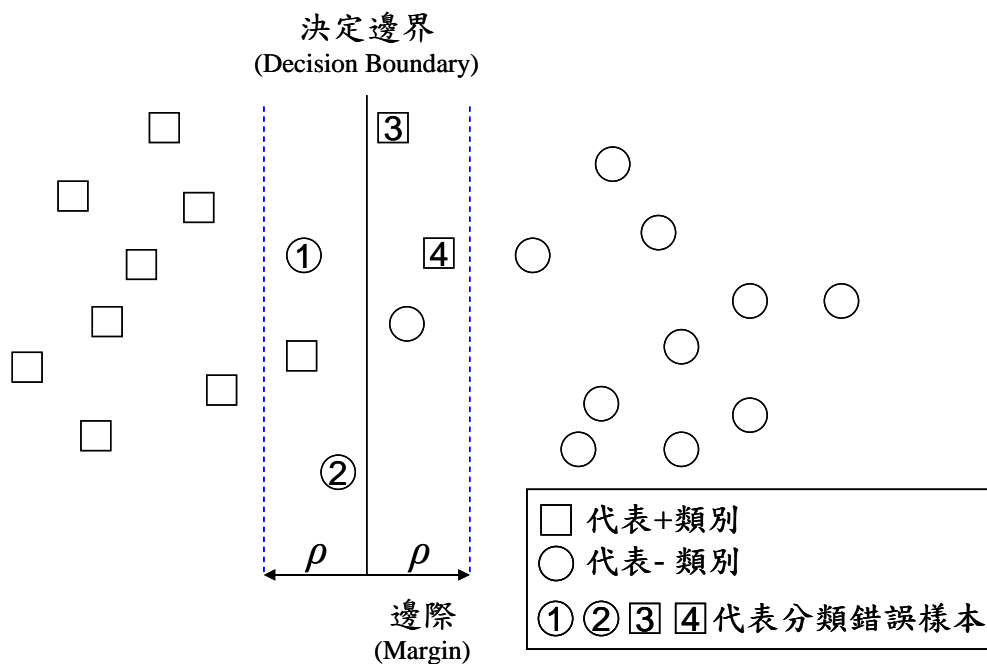 決定邊界
(Decision Boundary)
3
1
4
2
ρ ρ
邊際
(Margin)
代表+類別
代表- 類別
1 2 3 4 代表分類錯誤樣本